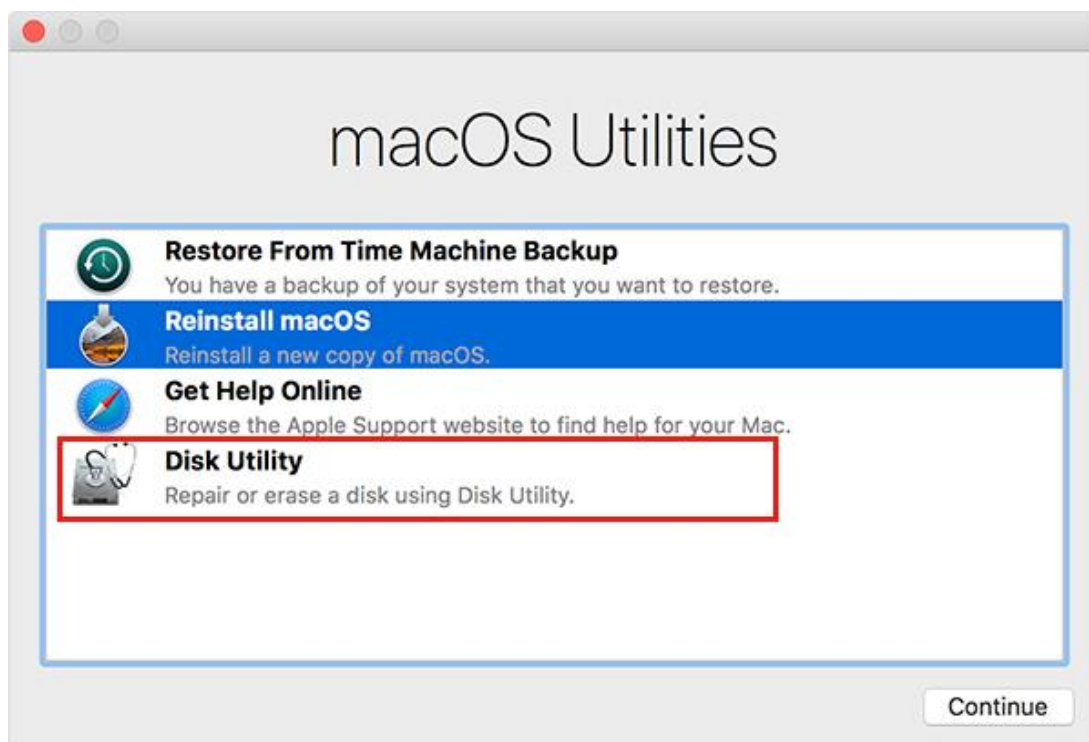 macOS Utilities
Restore From Time Machine Backup
You have a backup of your system that you want to restore.
Reinstall macOS
Reinstall a new copy of macOS.
Get Help Online
Browse the Apple Support website to find help for your Mac.
Disk Utility
Repair or erase a disk using Disk Utility.
Continue